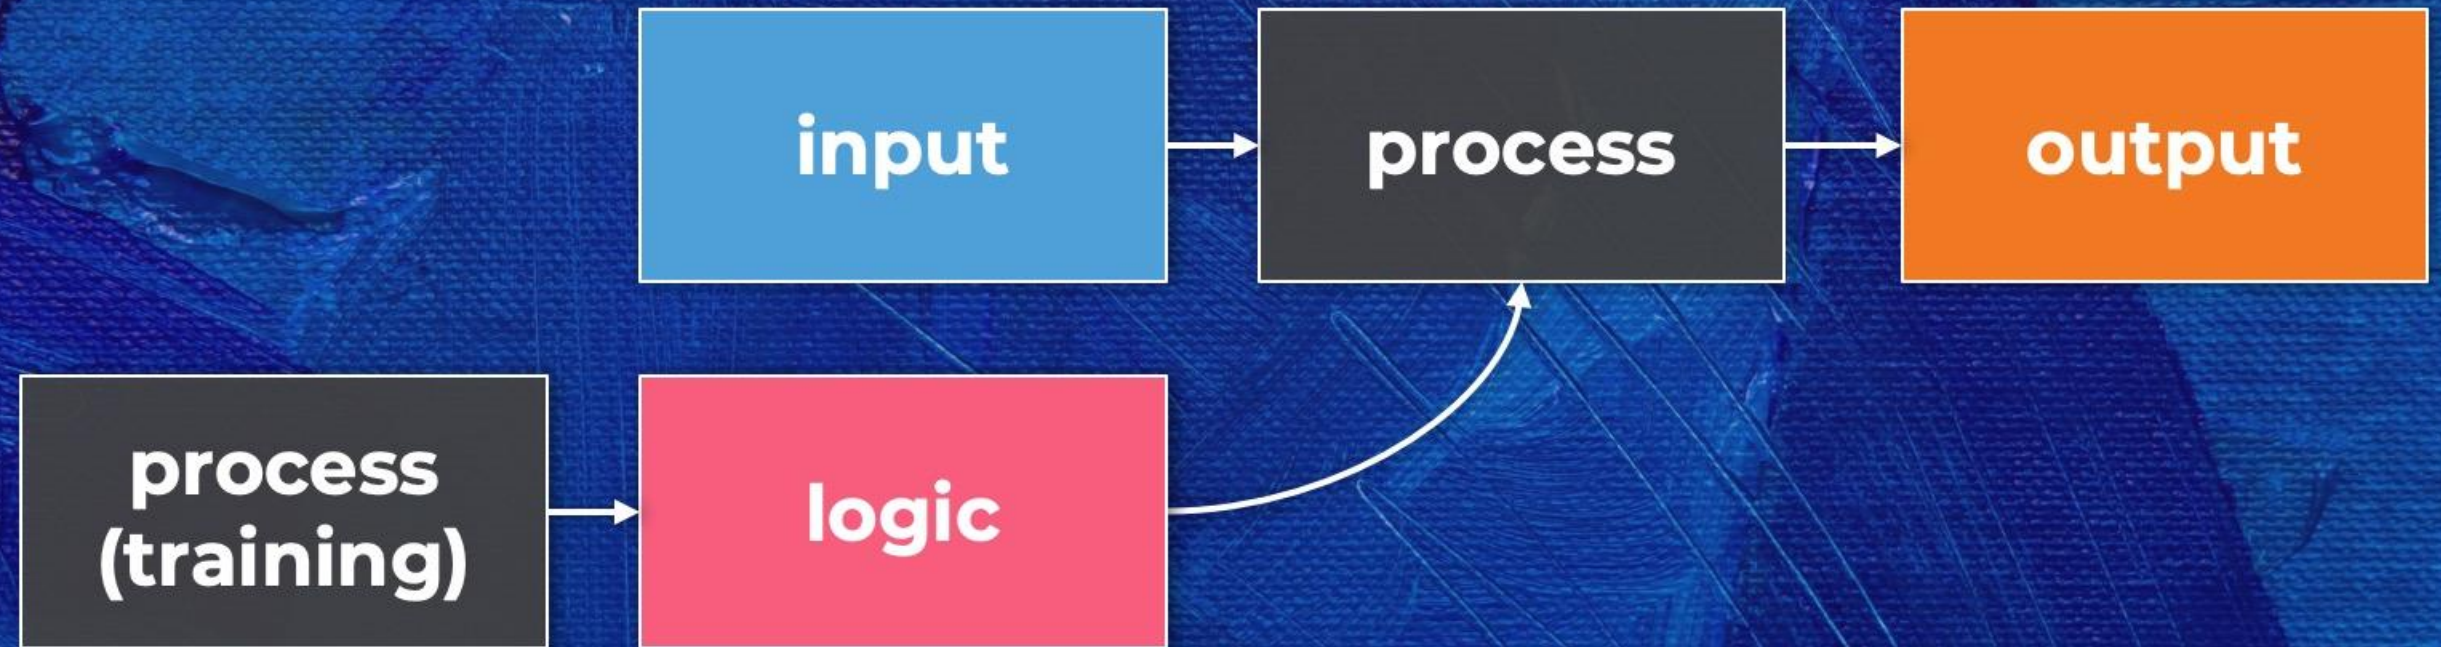 input
process
output
process
(training)
logic